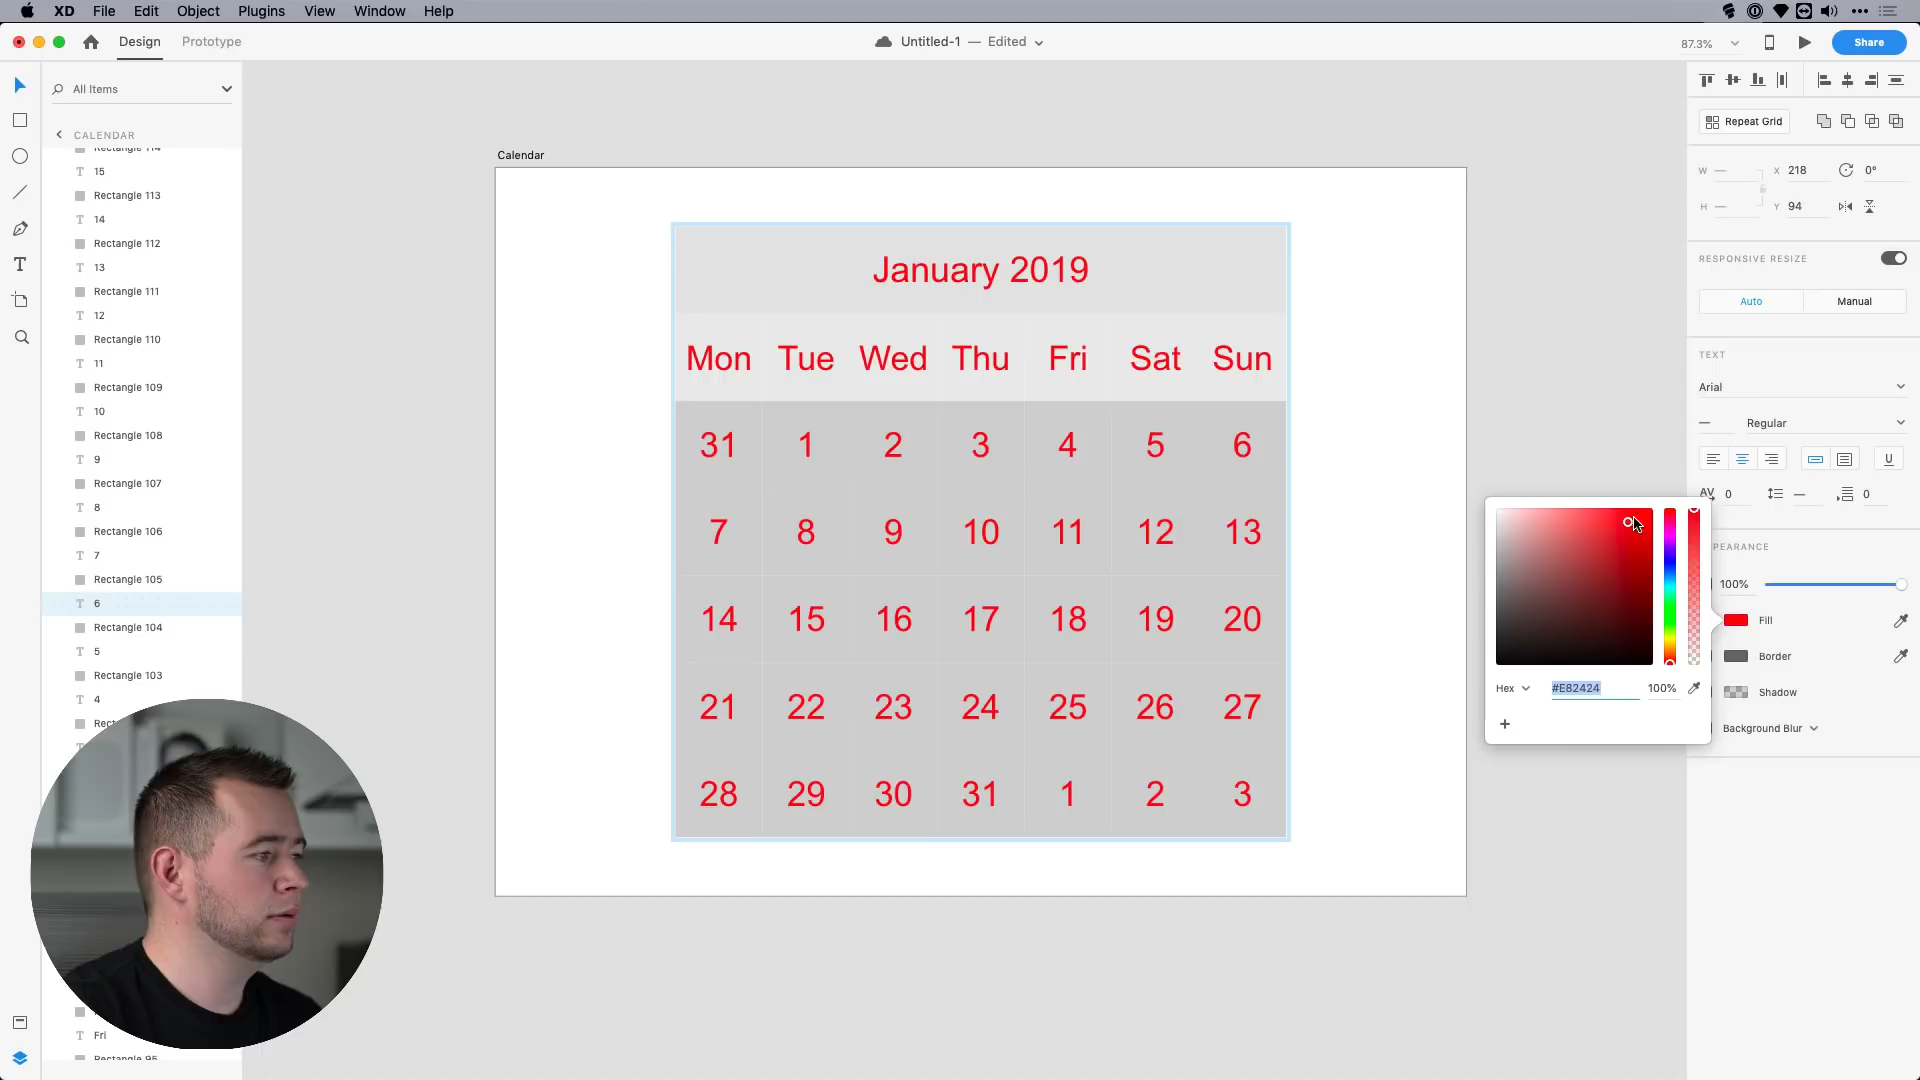 XD File Edit Object Plugins View Window Help
Design Prototype
Untitled-1 — Edited
87.3%
Share
All Items
CALENDAR
Rectangle 114
15
Rectangle 113
14
Rectangle 112
13
Rectangle 111
12
Rectangle 110
11
Rectangle 109
10
Rectangle 108
9
Rectangle 107
8
Rectangle 106
7
Rectangle 105
6
Rectangle 104
5
Rectangle 103
4
Fri
Rectangle 95
Calendar
January 2019
Mon Tue Wed Thu Fri Sat Sun
31 1 2 3 4 5 6
7 8 9 10 11 12 13
14 15 16 17 18 19 20
21 22 23 24 25 26 27
28 29 30 31 1 2 3
Hex #E82424 100%
+
Repeat Grid
W — X 218 0°
H — Y 94
RESPONSIVE RESIZE
Auto Manual
TEXT
Arial
— Regular
U
AV 0 — 0
PEARANCE
100%
Fill
Border
Shadow
Background Blur